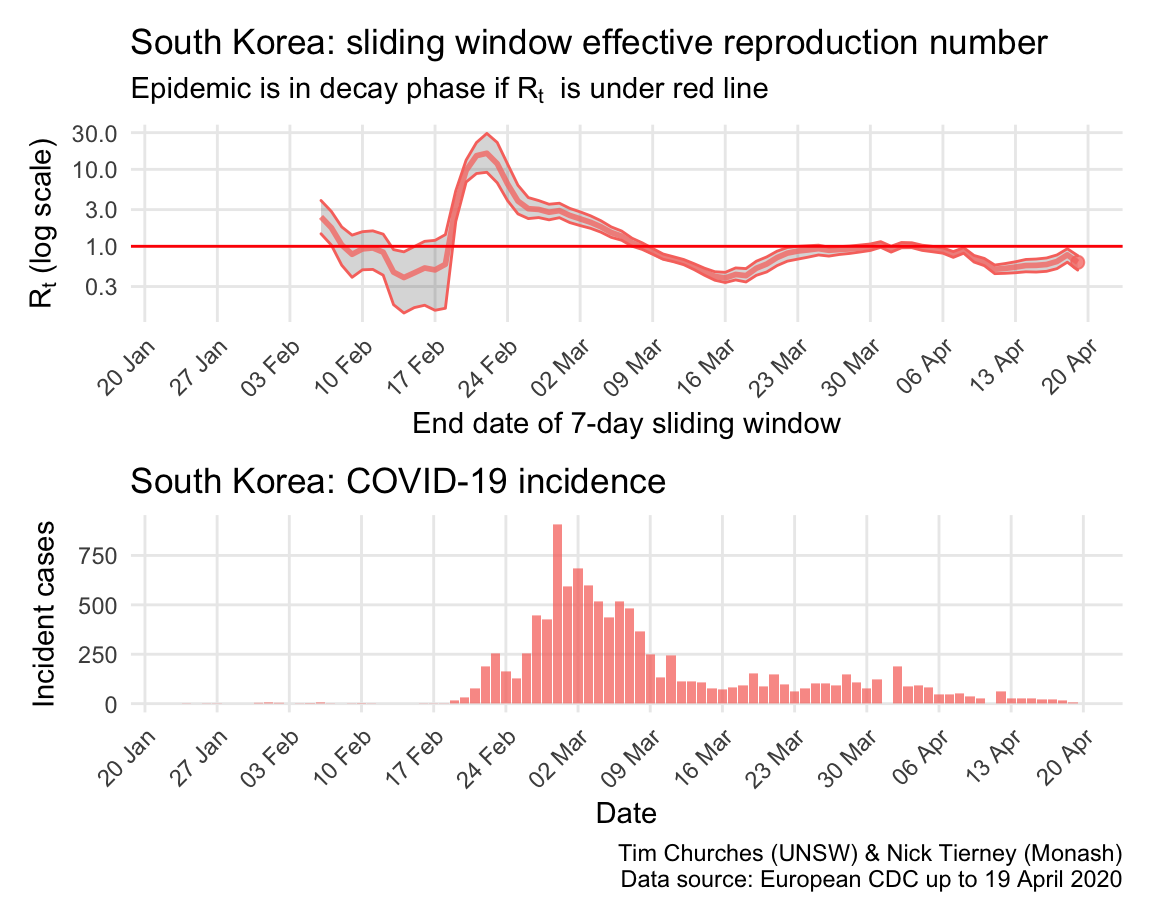 South Korea: sliding window effective reproduction number
Epidemic is in decay phase if Rt is under red line
Rt (log scale)
30.0
10.0
3.0
1.0
0.3
20 Jan
27 Jan
03 Feb
10 Feb
17 Feb
24 Feb
02 Mar
09 Mar
16 Mar
23 Mar
30 Mar
06 Apr
13 Apr
20 Apr
End date of 7-day sliding window
South Korea: COVID-19 incidence
Incident cases
750
500
250
0
20 Jan
27 Jan
03 Feb
10 Feb
17 Feb
24 Feb
02 Mar
09 Mar
16 Mar
23 Mar
30 Mar
06 Apr
13 Apr
20 Apr
Date
Tim Churches (UNSW) & Nick Tierney (Monash)
Data source: European CDC up to 19 April 2020